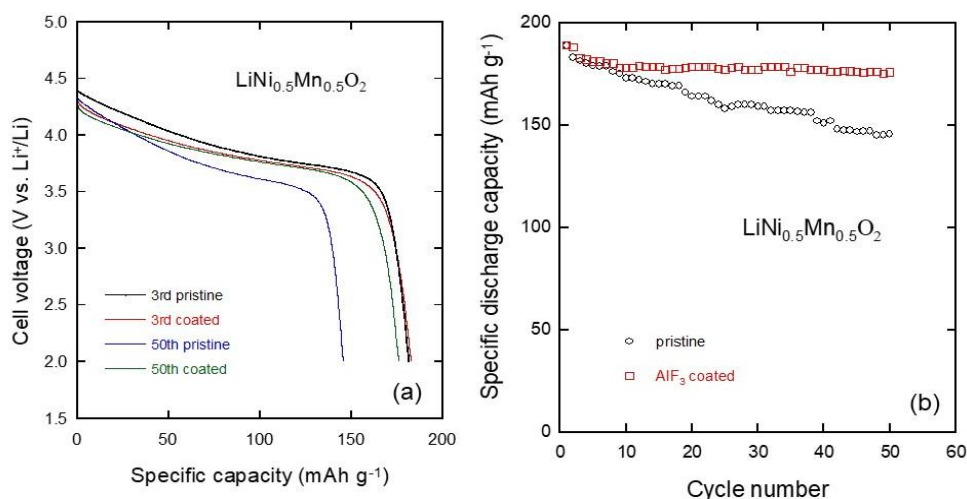 5.0
4.5
4.0
3.5
3.0
2.5
2.0
1.5
Cell voltage (V vs. Li⁺/Li)
LiNi₀.₅Mn₀.₅O₂
3rd pristine
3rd coated
50th pristine
50th coated
(a)
0 50 100 150 200
Specific capacity (mAh g⁻¹)
200
150
100
50
0
Specific discharge capacity (mAh g⁻¹)
LiNi₀.₅Mn₀.₅O₂
pristine
AlF₃ coated
(b)
0 10 20 30 40 50 60
Cycle number